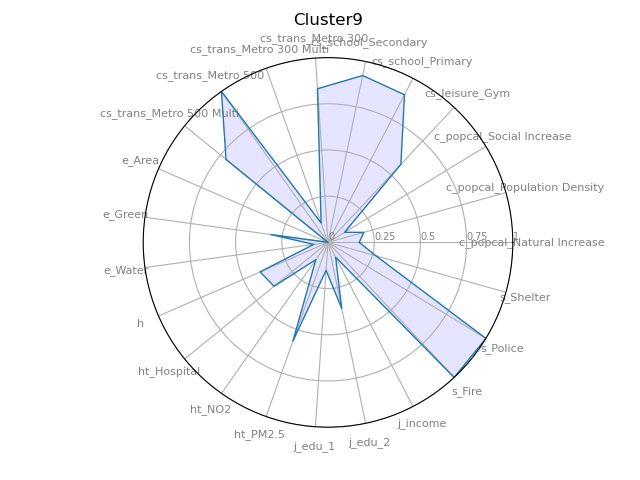 Cluster9
cs_trans_Metro 300
cs_school_Secondary
cs_trans_Metro 300 Multi
cs_school_Primary
cs_trans_Metro 500
cs_leisure_Gym
cs_trans_Metro 500 Multi
c_popcal_Social Increase
e_Area
c_popcal_Population Density
e_Green
0
0.25
0.5
0.75
1
c_popcal_Natural Increase
e_Water
s_Shelter
h
s_Police
ht_Hospital
s_Fire
ht_NO2
j_income
ht_PM2.5
j_edu_2
j_edu_1